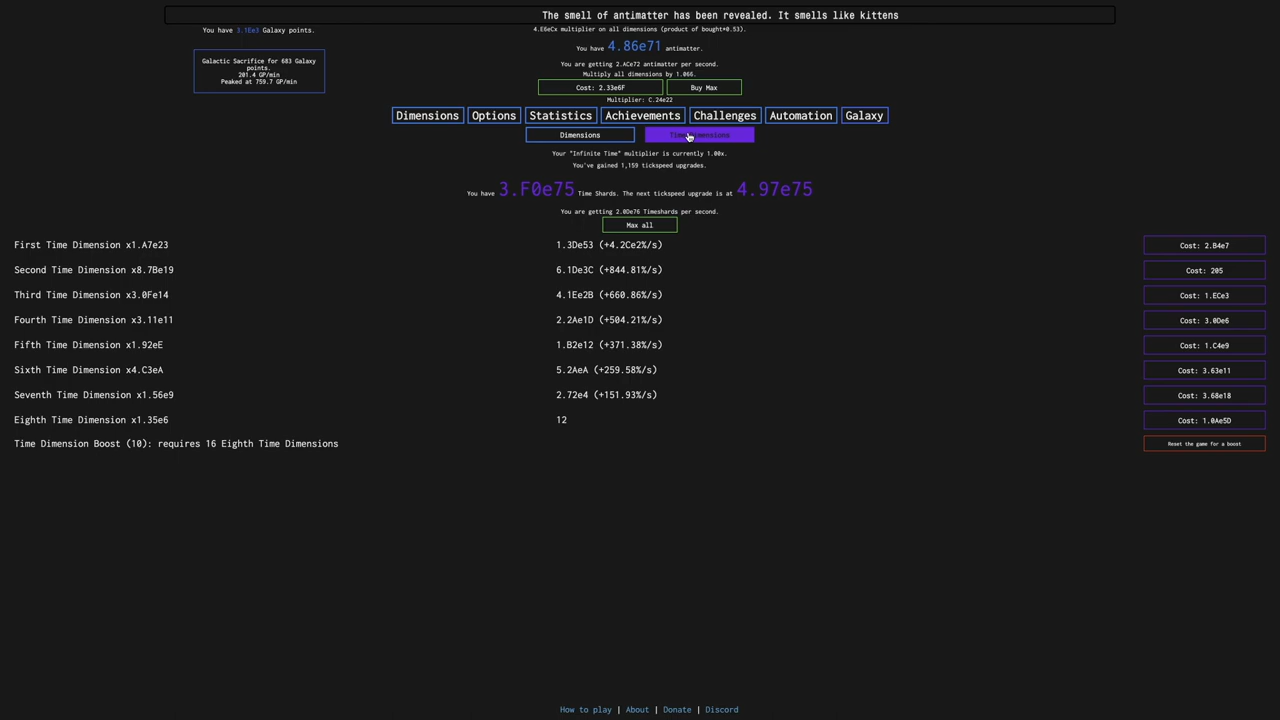 The smell of antimatter has been revealed. It smells like kittens
You have 3.1Ee3 Galaxy points.
4.E6eCx multiplier on all dimensions (product of bought*0.53).
You have 4.86e71 antimatter.
Galactic Sacrifice for 683 Galaxy
points.
201.4 GP/min
Peaked at 759.7 GP/min
You are getting 2.ACe72 antimatter per second.
Multiply all dimensions by 1.066.
Cost: 2.33e6F
Buy Max
Multiplier: C.24e22
Dimensions
Options
Statistics
Achievements
Challenges
Automation
Galaxy
Dimensions
Time Dimensions
Your "Infinite Time" multiplier is currently 1.00x.
You've gained 1,159 tickspeed upgrades.
You have 3.F0e75 Time Shards. The next tickspeed upgrade is at 4.97e75
You are getting 2.0De76 Timeshards per second.
Max all
First Time Dimension x1.A7e23 1.3De53 (+4.2Ce2%/s) Cost: 2.B4e7
Second Time Dimension x8.7Be19 6.1De3C (+844.81%/s) Cost: 205
Third Time Dimension x3.0Fe14 4.1Ee2B (+660.86%/s) Cost: 1.ECe3
Fourth Time Dimension x3.11e11 2.2Ae1D (+504.21%/s) Cost: 3.0De6
Fifth Time Dimension x1.92eE 1.B2e12 (+371.38%/s) Cost: 1.C4e9
Sixth Time Dimension x4.C3eA 5.2AeA (+259.58%/s) Cost: 3.63e11
Seventh Time Dimension x1.56e9 2.72e4 (+151.93%/s) Cost: 3.68e18
Eighth Time Dimension x1.35e6 12 Cost: 1.0Ae5D
Time Dimension Boost (10): requires 16 Eighth Time Dimensions Reset the game for a boost
How to play | About | Donate | Discord